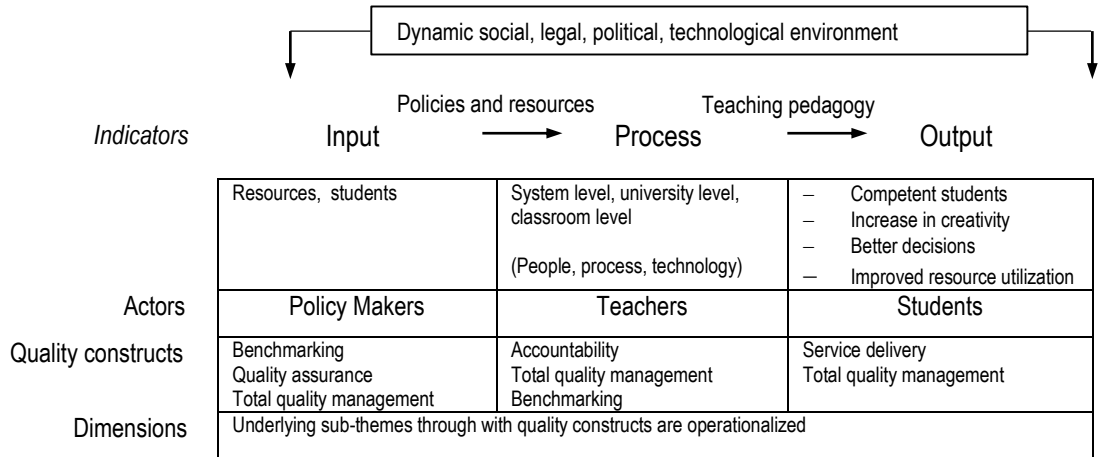 Dynamic social, legal, political, technological environment
Policies and resources
Teaching pedagogy
Indicators
Input
Process
Output
Resources, students
System level, university level,
classroom level
(People, process, technology)
– Competent students
– Increase in creativity
– Better decisions
– Improved resource utilization
Actors
Policy Makers
Teachers
Students
Quality constructs
Benchmarking
Quality assurance
Total quality management
Accountability
Total quality management
Benchmarking
Service delivery
Total quality management
Dimensions
Underlying sub-themes through with quality constructs are operationalized